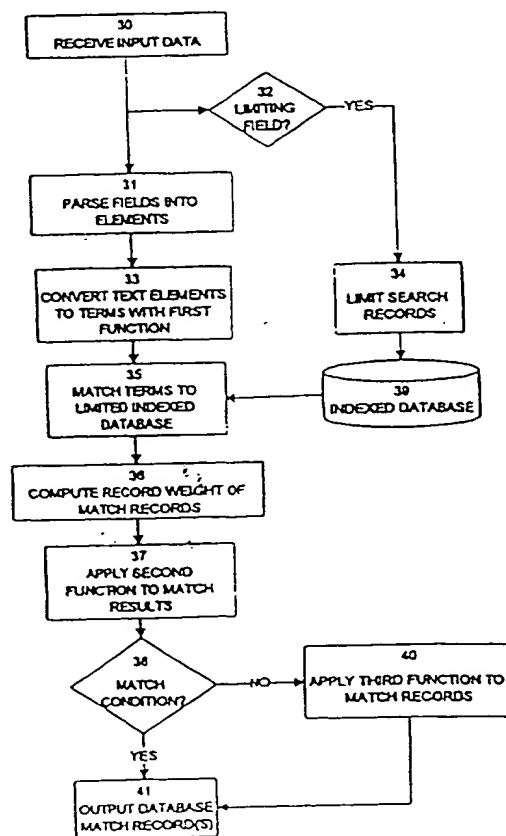 30
RECEIVE INPUT DATA
32
LIMITING
FIELD?
YES
31
PARSE FIELDS INTO
ELEMENTS
33
CONVERT TEXT ELEMENTS
TO TERMS WITH FIRST
FUNCTION
34
LIMIT SEARCH
RECORDS
35
MATCH TERMS TO
LIMITED INDEXED
DATABASE
39
INDEXED DATABASE
36
COMPUTE RECORD WEIGHT OF
MATCH RECORDS
37
APPLY SECOND
FUNCTION TO MATCH
RESULTS
38
MATCH
CONDITION?
NO
40
APPLY THIRD FUNCTION TO
MATCH RECORDS
YES
41
OUTPUT DATABASE
MATCH RECORD(S)